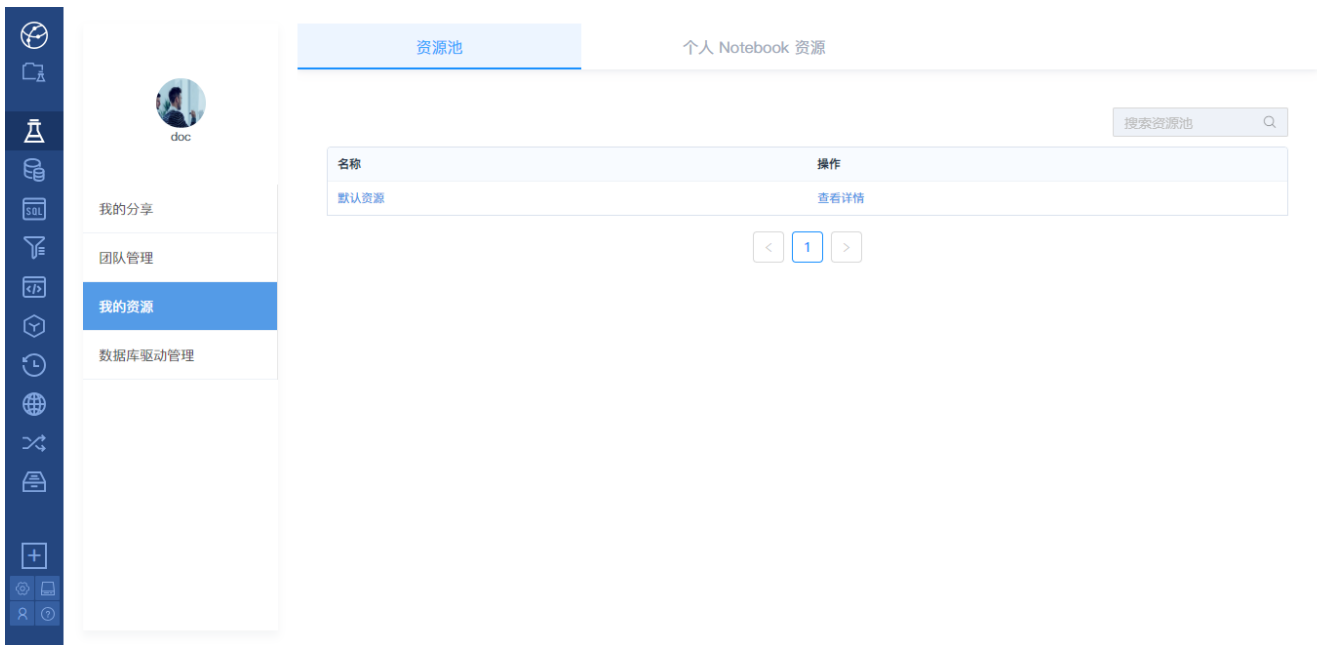 资源池
个人 Notebook 资源
doc
搜索资源池
名称
操作
默认资源
查看详情
SQL
我的分享
1
团队管理
我的资源
数据库驱动管理